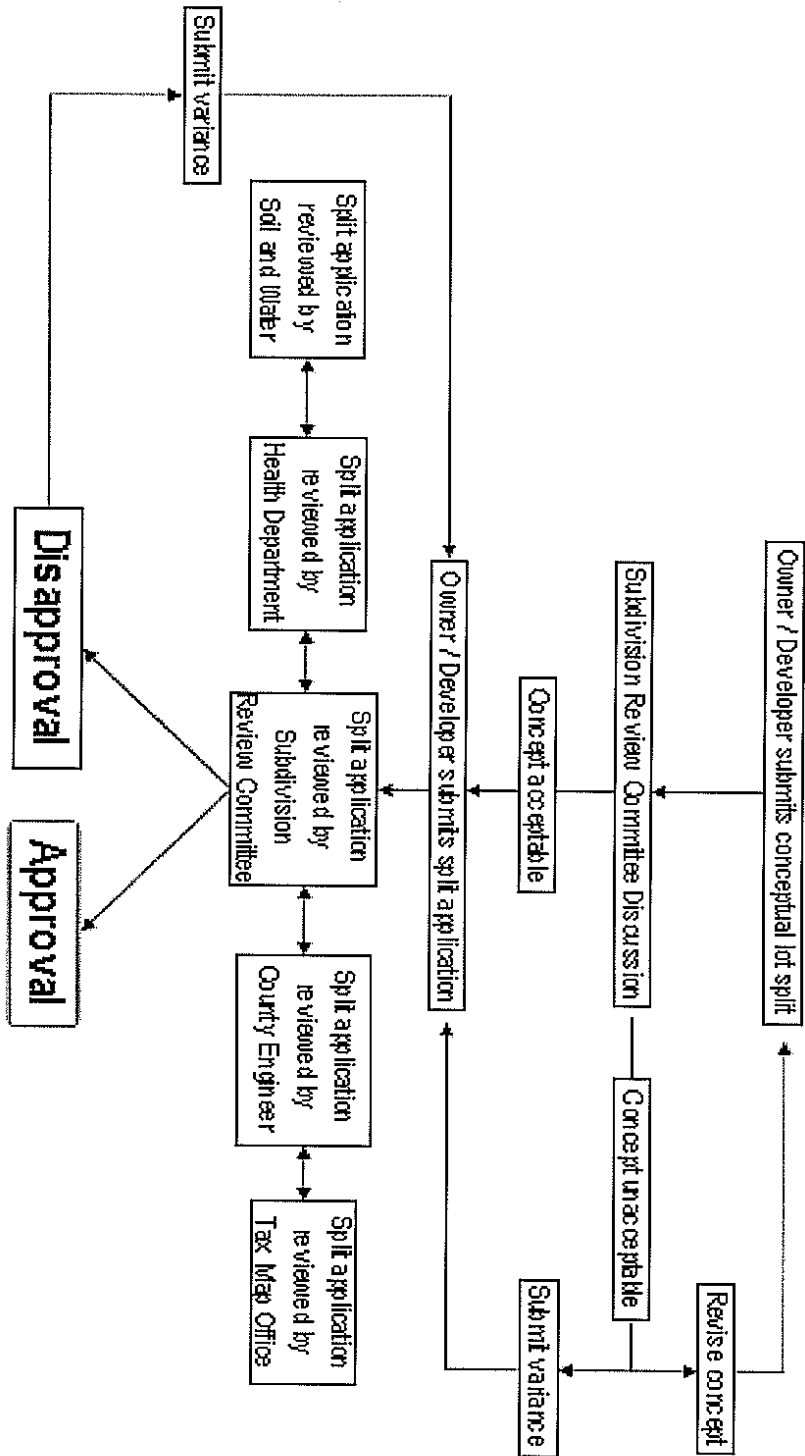 Owner / Developer submits conceptual lot split
Revise concept
Subdivision Review Committee Discussion
Concept unacceptable
Concept acceptable
Submit variance
Owner / Developer submits split application
Split application
reviewed by
Soil and Water
Split application
reviewed by
Health Department
Split application
reviewed by
Subdivision
Review Committee
Split application
reviewed by
County Engineer
Split application
reviewed by
Tax Map Office
Submit variance
Disapproval
Approval